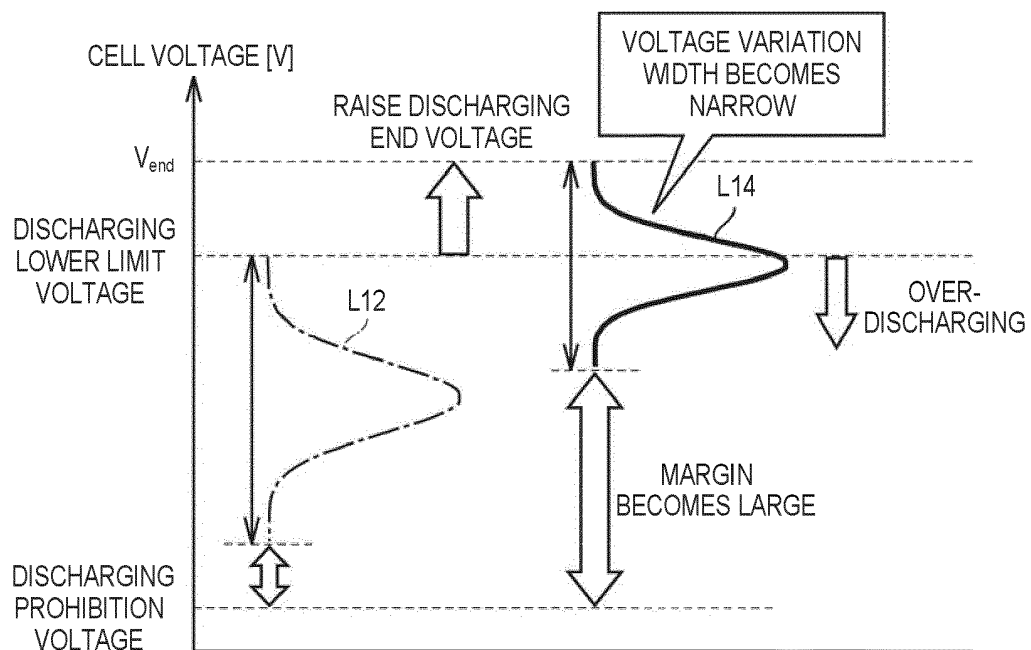 CELL VOLTAGE [V]
VOLTAGE VARIATION
WIDTH BECOMES
NARROW
RAISE DISCHARGING
END VOLTAGE
Vend
L14
DISCHARGING
LOWER LIMIT
VOLTAGE
L12
OVER-
DISCHARGING
MARGIN
BECOMES LARGE
DISCHARGING
PROHIBITION
VOLTAGE